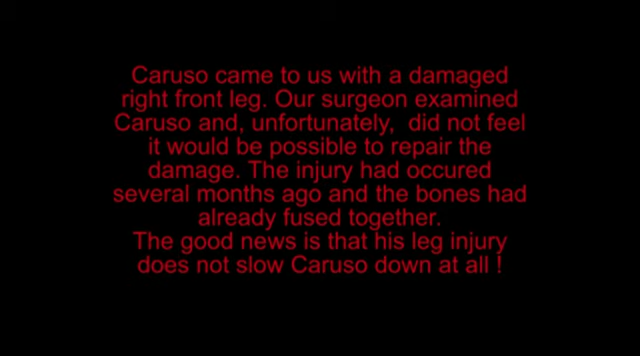 Caruso came to us with a damaged
right front leg. Our surgeon examined
Caruso and, unfortunately,  did not feel
it would be possible to repair the
damage. The injury had occured
several months ago and the bones had
already fused together.
The good news is that his leg injury
does not slow Caruso down at all !